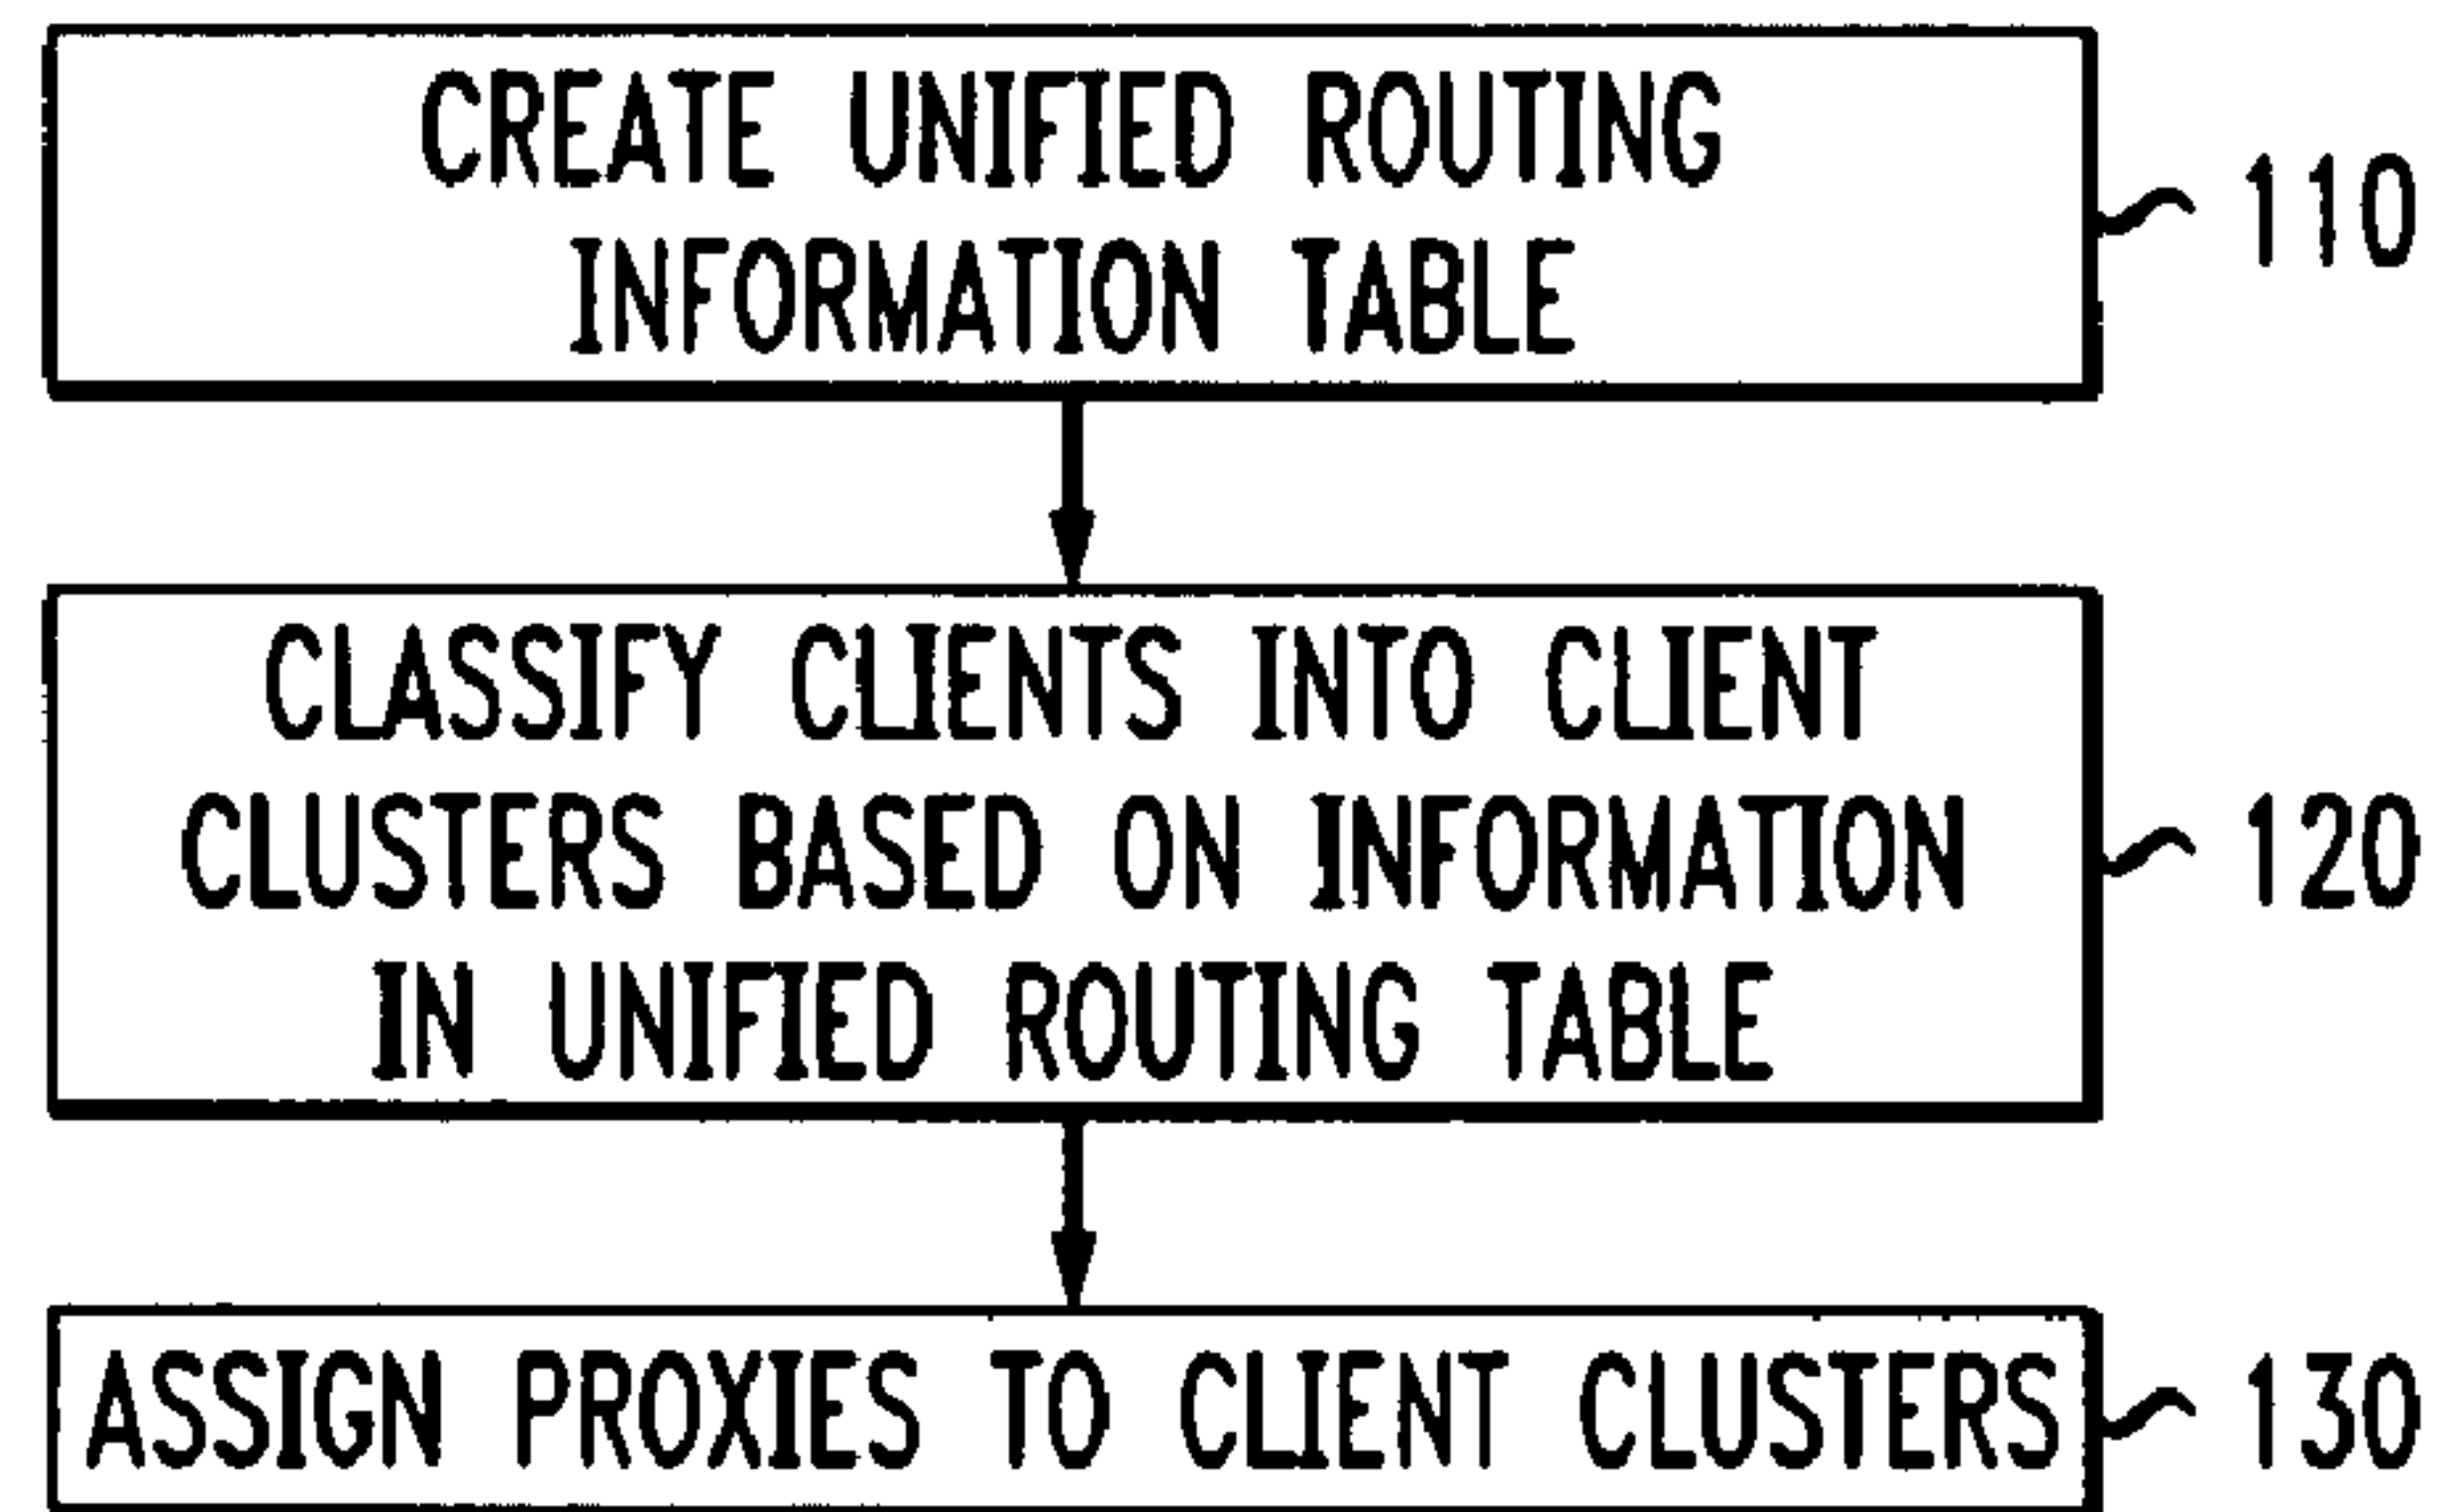 CREATE UNIFIED ROUTING
INFORMATION TABLE
110
CLASSIFY CLIENTS INTO CLIENT
CLUSTERS BASED ON INFORMATION
IN UNIFIED ROUTING TABLE
120
ASSIGN PROXIES TO CLIENT CLUSTERS
130